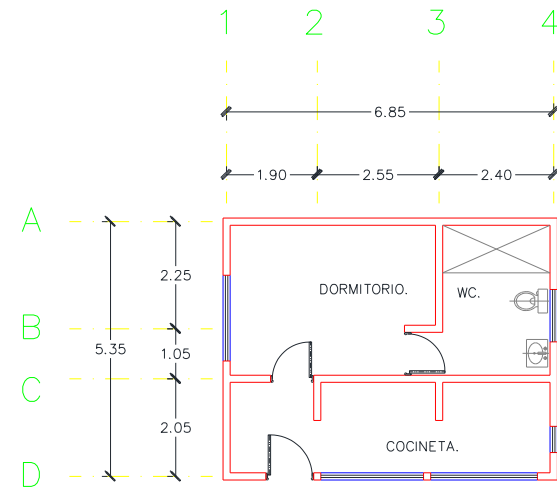 1 2 3 4
6.85
1.90 2.55 2.40
A
2.25
DORMITORIO. WC.
B
5.35 1.05
C
2.05
COCINETA.
D